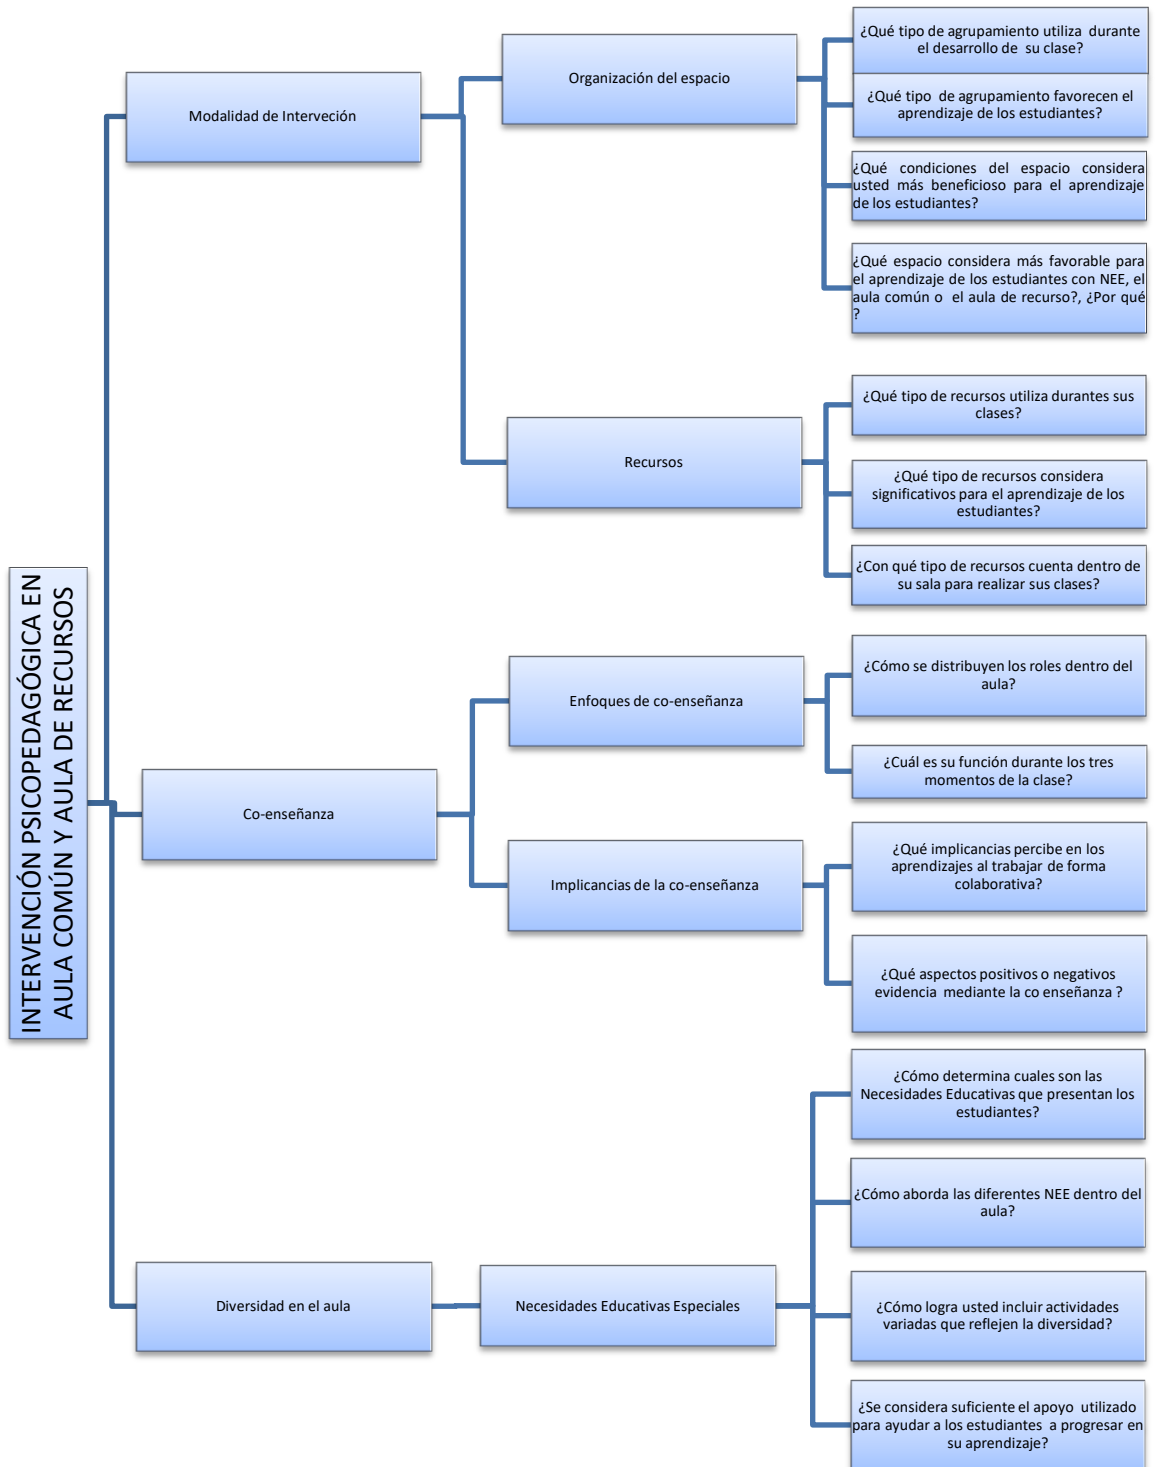 INTERVENCIÓN PSICOPEDAGÓGICA EN
AULA COMÚN Y AULA DE RECURSOS
Modalidad de Interveción
Organización del espacio
¿Qué tipo de agrupamiento utiliza durante
el desarrollo de su clase?
¿Qué tipo de agrupamiento favorecen el
aprendizaje de los estudiantes?
¿Qué condiciones del espacio considera
usted más beneficioso para el aprendizaje
de los estudiantes?
¿Qué espacio considera más favorable para
el aprendizaje de los estudiantes con NEE, el
aula común o el aula de recurso?, ¿Por qué
?
Recursos
¿Qué tipo de recursos utiliza durantes sus
clases?
¿Qué tipo de recursos considera
significativos para el aprendizaje de los
estudiantes?
¿Con qué tipo de recursos cuenta dentro de
su sala para realizar sus clases?
Co-enseñanza
Enfoques de co-enseñanza
¿Cómo se distribuyen los roles dentro del
aula?
¿Cuál es su función durante los tres
momentos de la clase?
Implicancias de la co-enseñanza
¿Qué implicancias percibe en los
aprendizajes al trabajar de forma
colaborativa?
¿Qué aspectos positivos o negativos
evidencia mediante la co enseñanza ?
Diversidad en el aula
Necesidades Educativas Especiales
¿Cómo determina cuales son las
Necesidades Educativas que presentan los
estudiantes?
¿Cómo aborda las diferentes NEE dentro del
aula?
¿Cómo logra usted incluir actividades
variadas que reflejen la diversidad?
¿Se considera suficiente el apoyo utilizado
para ayudar a los estudiantes a progresar en
su aprendizaje?